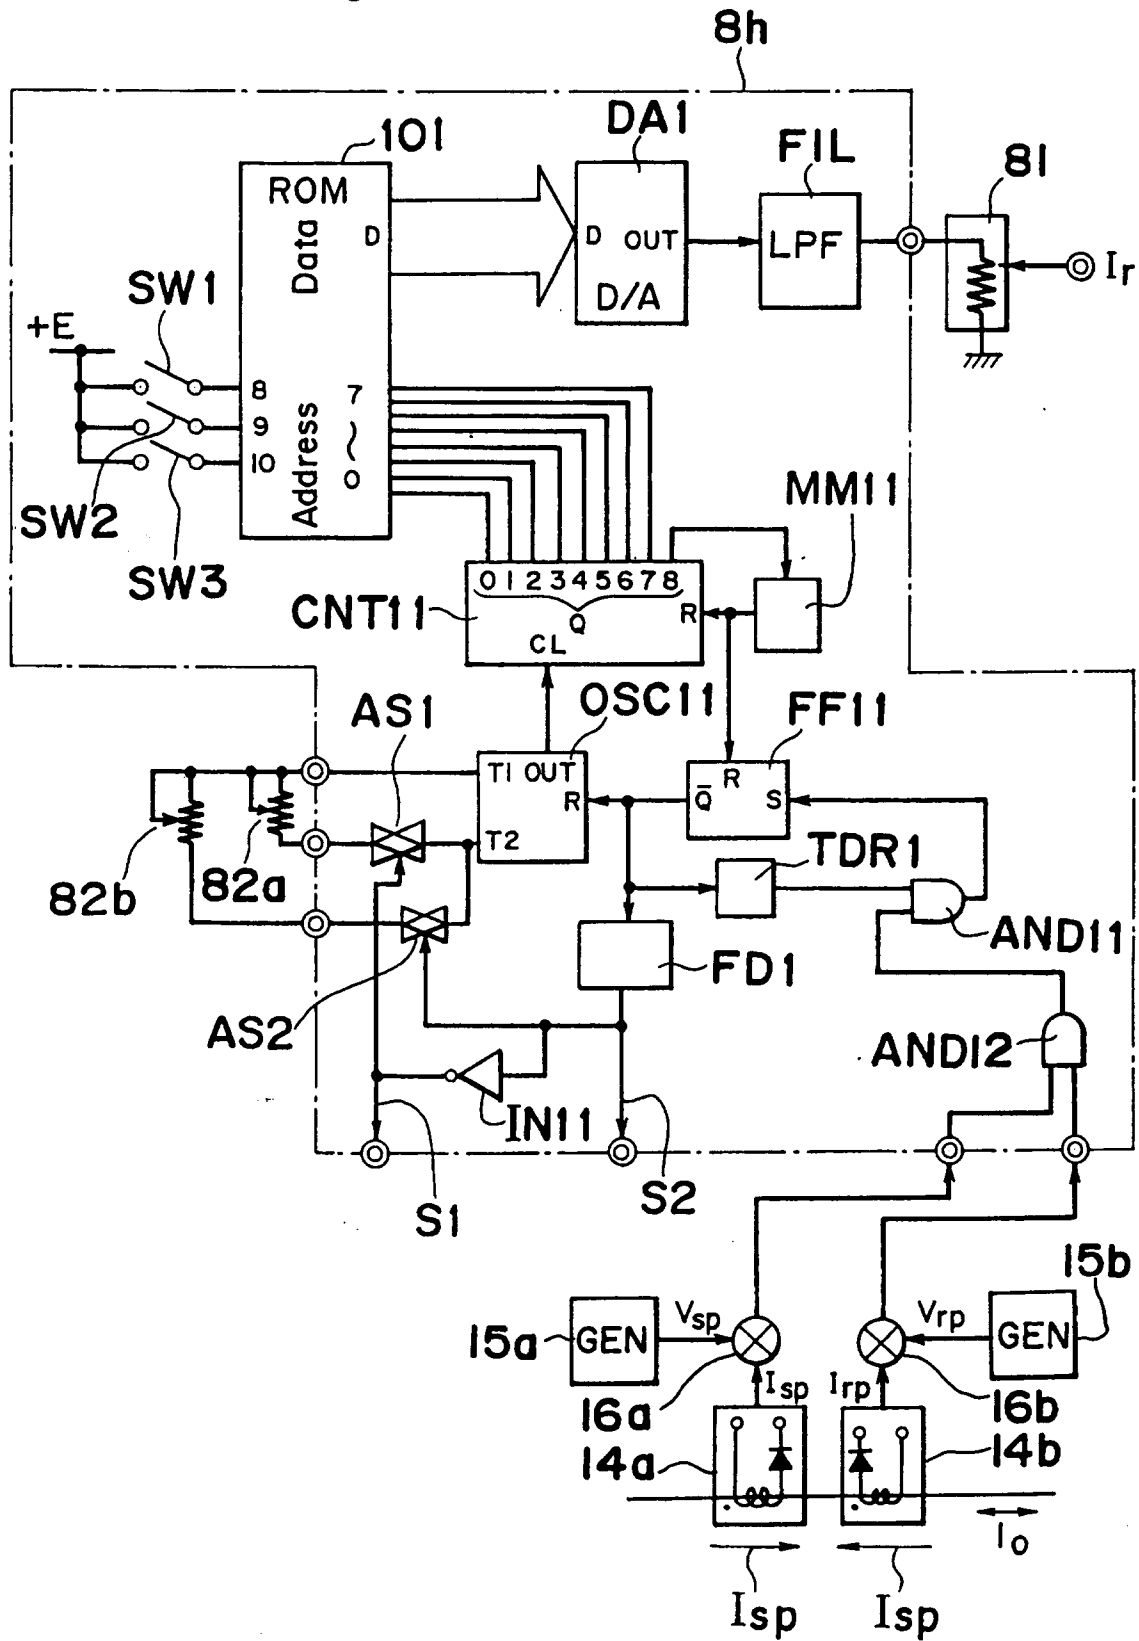 8h
101
DA1
FIL
81
ROM
Data
D
D
OUT
D/A
LPF
Ir
SW1
+E
8
9
10
7
~
0
Address
SW2
SW3
MM11
CNT11
0 1 2 3 4 5 6 7 8
Q
CL
R
AS1
OSC11
FF11
T1 OUT
R
T2
Q̄
R
S
82b
82a
TDR1
AND11
FD1
AS2
AND12
IN11
S1
S2
15b
15a
GEN
Vsp
Vrp
GEN
16a
Isp
Irp
16b
14a
14b
Io
Isp
Isp